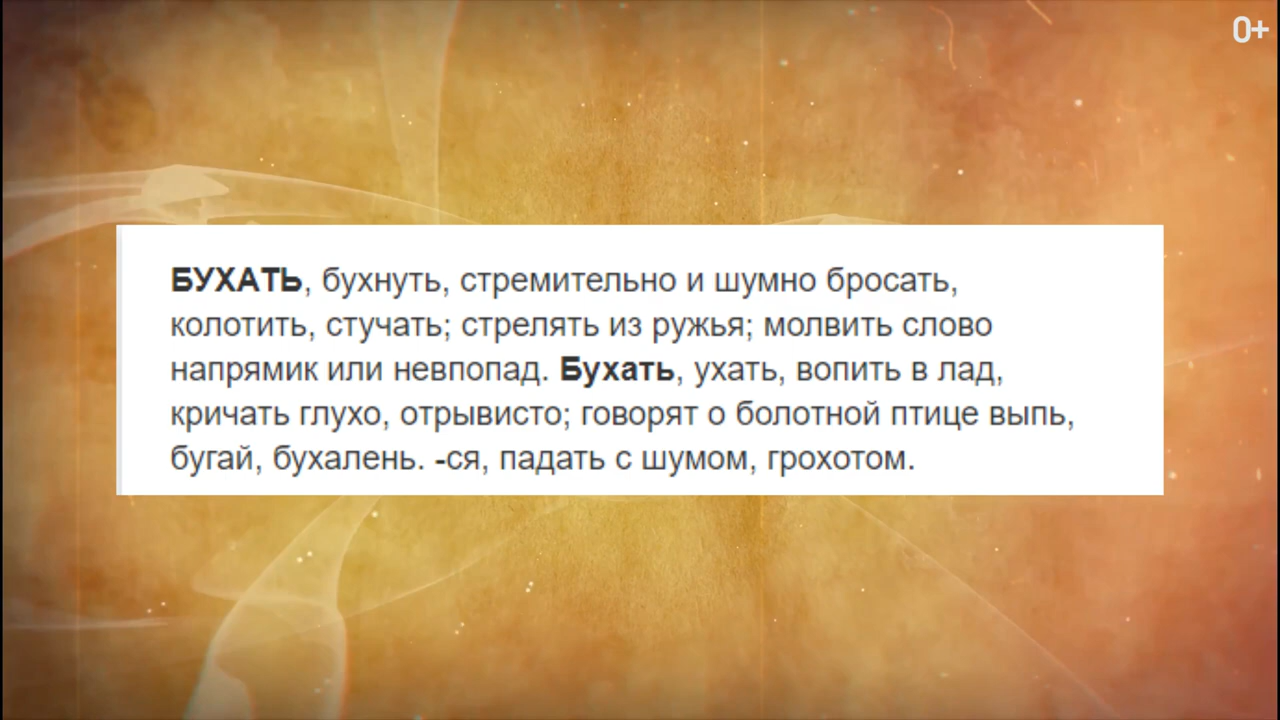 0+
БУХАТЬ, бухнуть, стремительно и шумно бросать,
колотить, стучать; стрелять из ружья; молвить слово
напрямик или невпопад. Бухать, ухать, вопить в лад,
кричать глухо, отрывисто; говорят о болотной птице выпь,
бугай, бухалень. -ся, падать с шумом, грохотом.